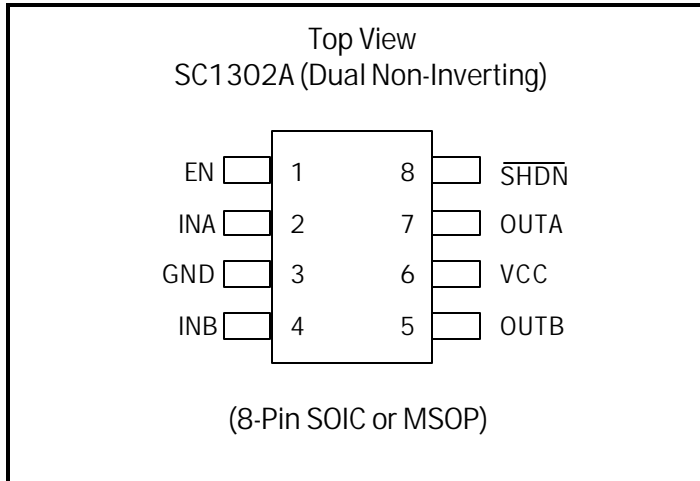 Top View
SC1302A (Dual Non-Inverting)
EN 1 8 SHDN
INA 2 7 OUTA
GND 3 6 VCC
INB 4 5 OUTB
(8-Pin SOIC or MSOP)